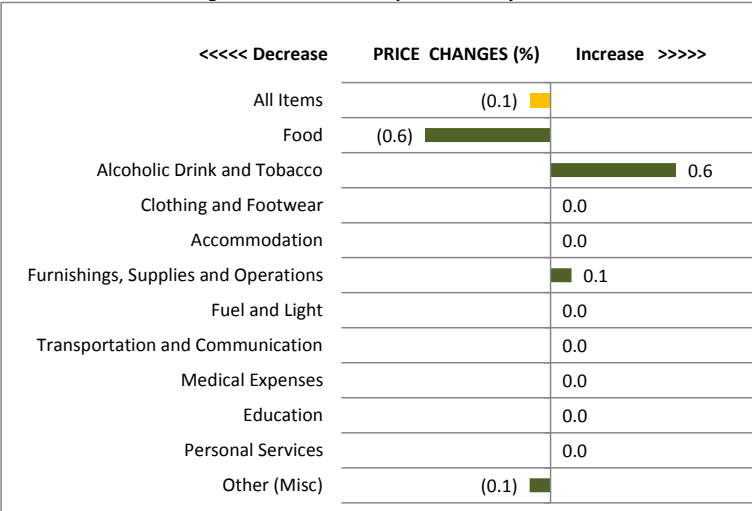 <<<<< Decrease PRICE CHANGES (%) Increase >>>>>
All Items (0.1)
Food (0.6)
Alcoholic Drink and Tobacco 0.6
Clothing and Footwear 0.0
Accommodation 0.0
Furnishings, Supplies and Operations 0.1
Fuel and Light 0.0
Transportation and Communication 0.0
Medical Expenses 0.0
Education 0.0
Personal Services 0.0
Other (Misc) (0.1)